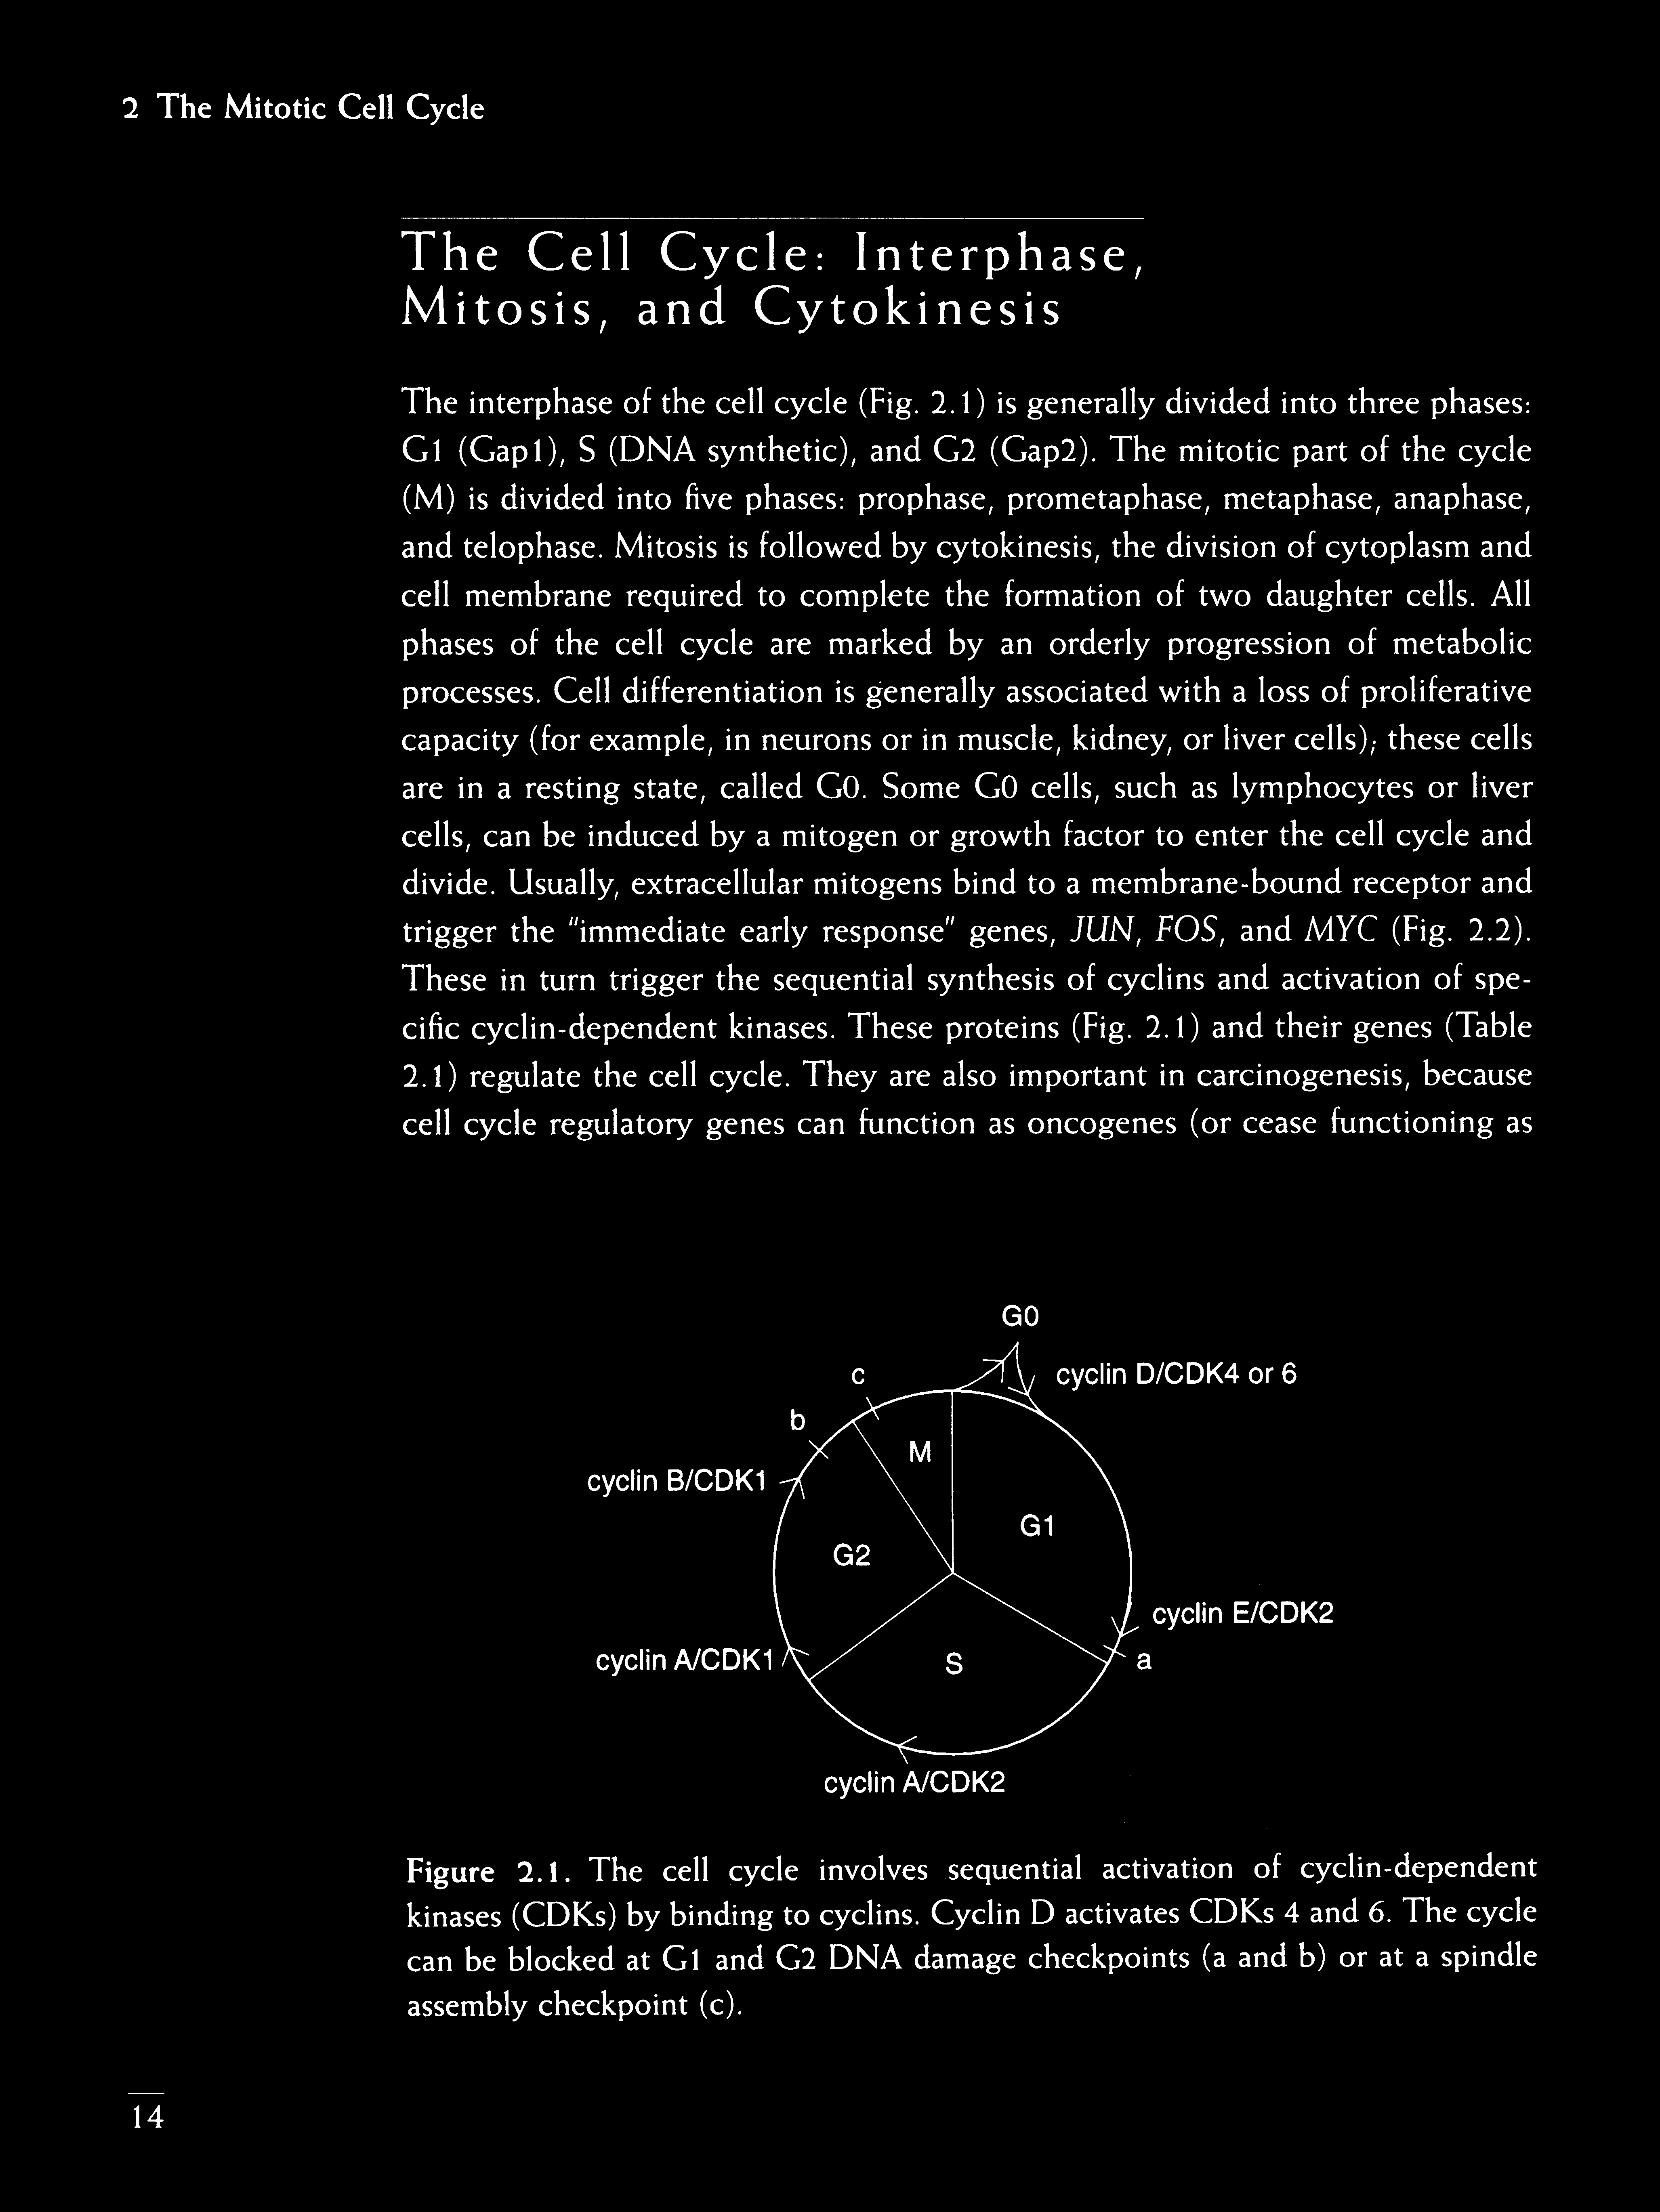 2 The Mitotic Cell Cycle
The Cell Cycle: Interphase,
Mitosis, and Cytokinesis
The interphase of the cell cycle (Fig. 2.1) is generally divided into three phases:
G1 (Gap1), S (DNA synthetic), and G2 (Gap2). The mitotic part of the cycle
(M) is divided into five phases: prophase, prometaphase, metaphase, anaphase,
and telophase. Mitosis is followed by cytokinesis, the division of cytoplasm and
cell membrane required to complete the formation of two daughter cells. All
phases of the cell cycle are marked by an orderly progression of metabolic
processes. Cell differentiation is generally associated with a loss of proliferative
capacity (for example, in neurons or in muscle, kidney, or liver cells); these cells
are in a resting state, called G0. Some G0 cells, such as lymphocytes or liver
cells, can be induced by a mitogen or growth factor to enter the cell cycle and
divide. Usually, extracellular mitogens bind to a membrane-bound receptor and
trigger the "immediate early response" genes, JUN, FOS, and MYC (Fig. 2.2).
These in turn trigger the sequential synthesis of cyclins and activation of spe-
cific cyclin-dependent kinases. These proteins (Fig. 2.1) and their genes (Table
2.1) regulate the cell cycle. They are also important in carcinogenesis, because
cell cycle regulatory genes can function as oncogenes (or cease functioning as
G0
c
cyclin D/CDK4 or 6
b
M
cyclin B/CDK1
G1
G2
cyclin E/CDK2
cyclin A/CDK1
S
a
cyclin A/CDK2
Figure 2.1. The cell cycle involves sequential activation of cyclin-dependent
kinases (CDKs) by binding to cyclins. Cyclin D activates CDKs 4 and 6. The cycle
can be blocked at G1 and G2 DNA damage checkpoints (a and b) or at a spindle
assembly checkpoint (c).
14